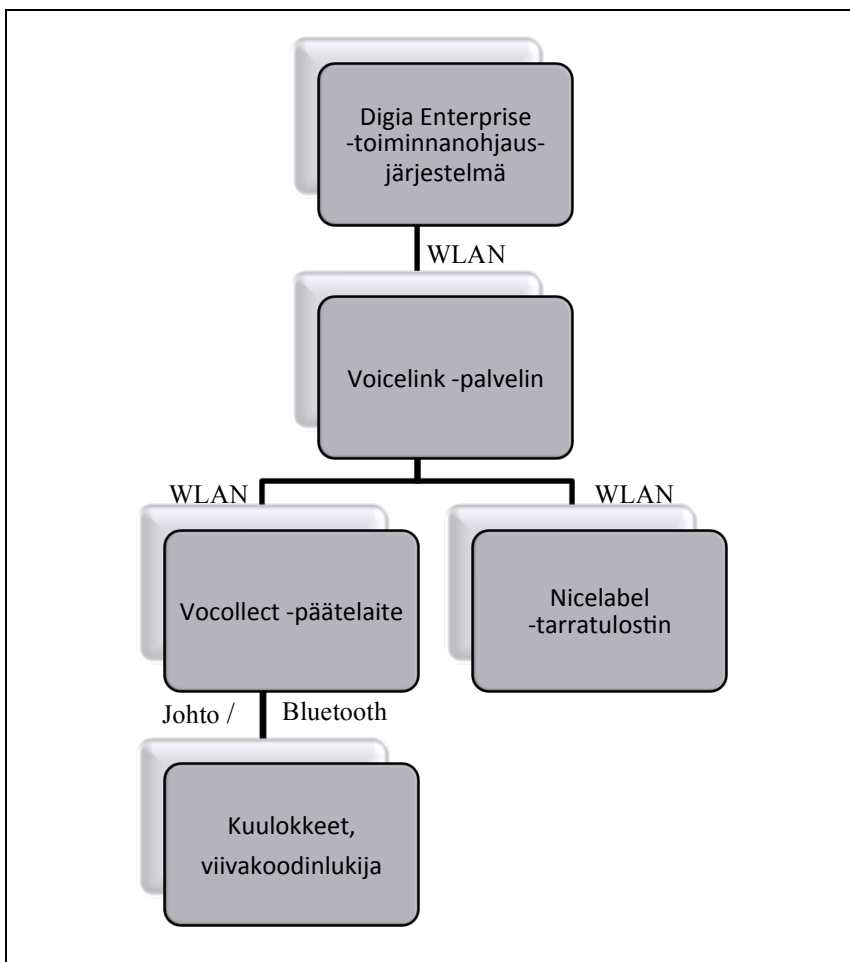 Digia Enterprise
-toiminnanohjaus-
järjestelmä
WLAN
Voicelink -palvelin
WLAN
WLAN
Vocollect -päätelaite
Nicelabel
-tarratulostin
Johto / Bluetooth
Kuulokkeet,
viivakoodinlukija